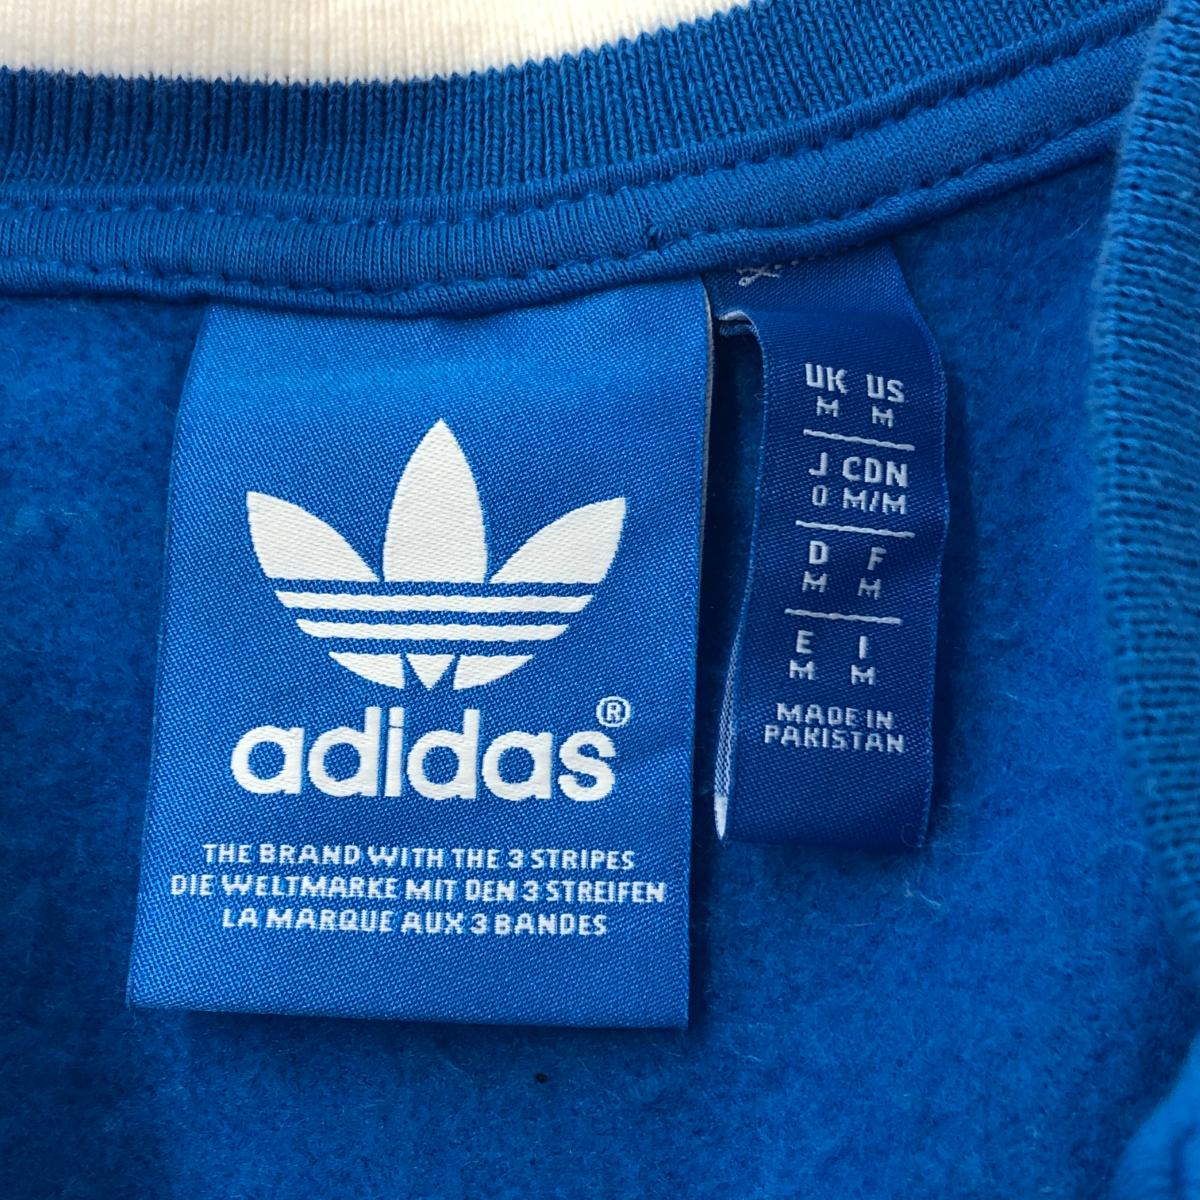 adidas®
THE BRAND WITH THE 3 STRIPES
DIE WELTMARKE MIT DEN 3 STREIFEN
LA MARQUE AUX 3 BANDES
UK US
M M
J CDN
O M/M
D F
M M
E I
M M
MADE IN
PAKISTAN